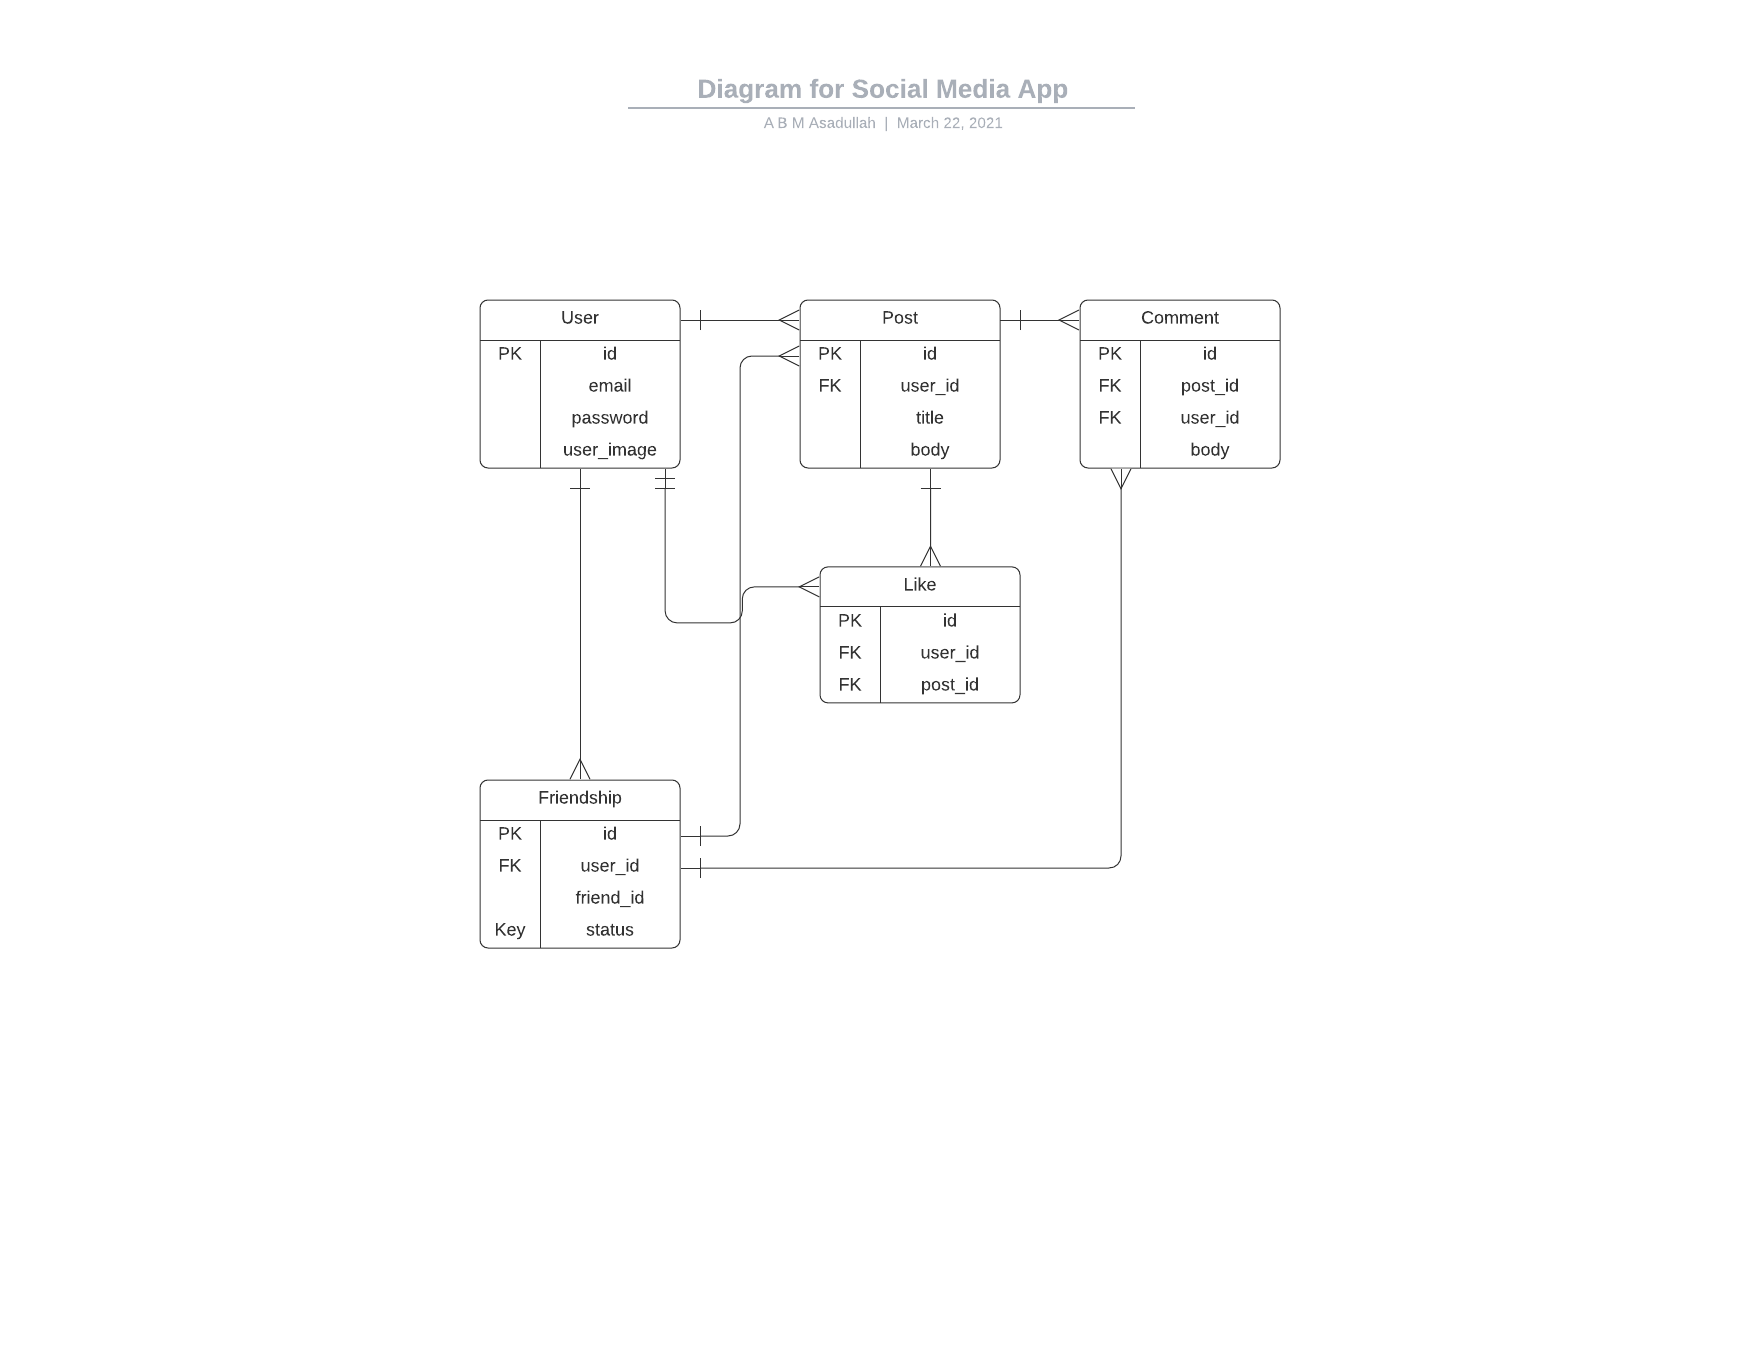 Diagram for Social Media App
A B M Asadullah | March 22, 2021
User
PK id
email
password
user_image
Post
PK id
FK user_id
title
body
Comment
PK id
FK post_id
FK user_id
body
Like
PK id
FK user_id
FK post_id
Friendship
PK id
FK user_id
friend_id
Key status